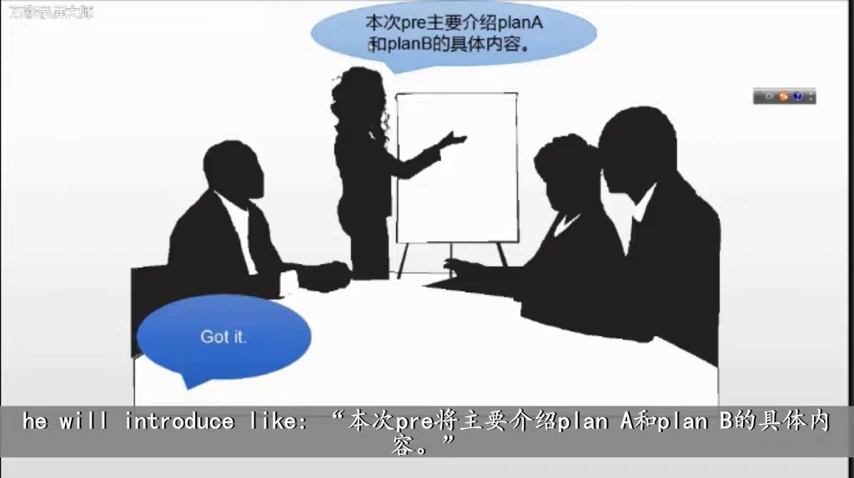 本次pre主要介绍planA
和planB的具体内容。
Got it.
he will introduce like: “本次pre将主要介绍plan A和plan B的具体内
容。”